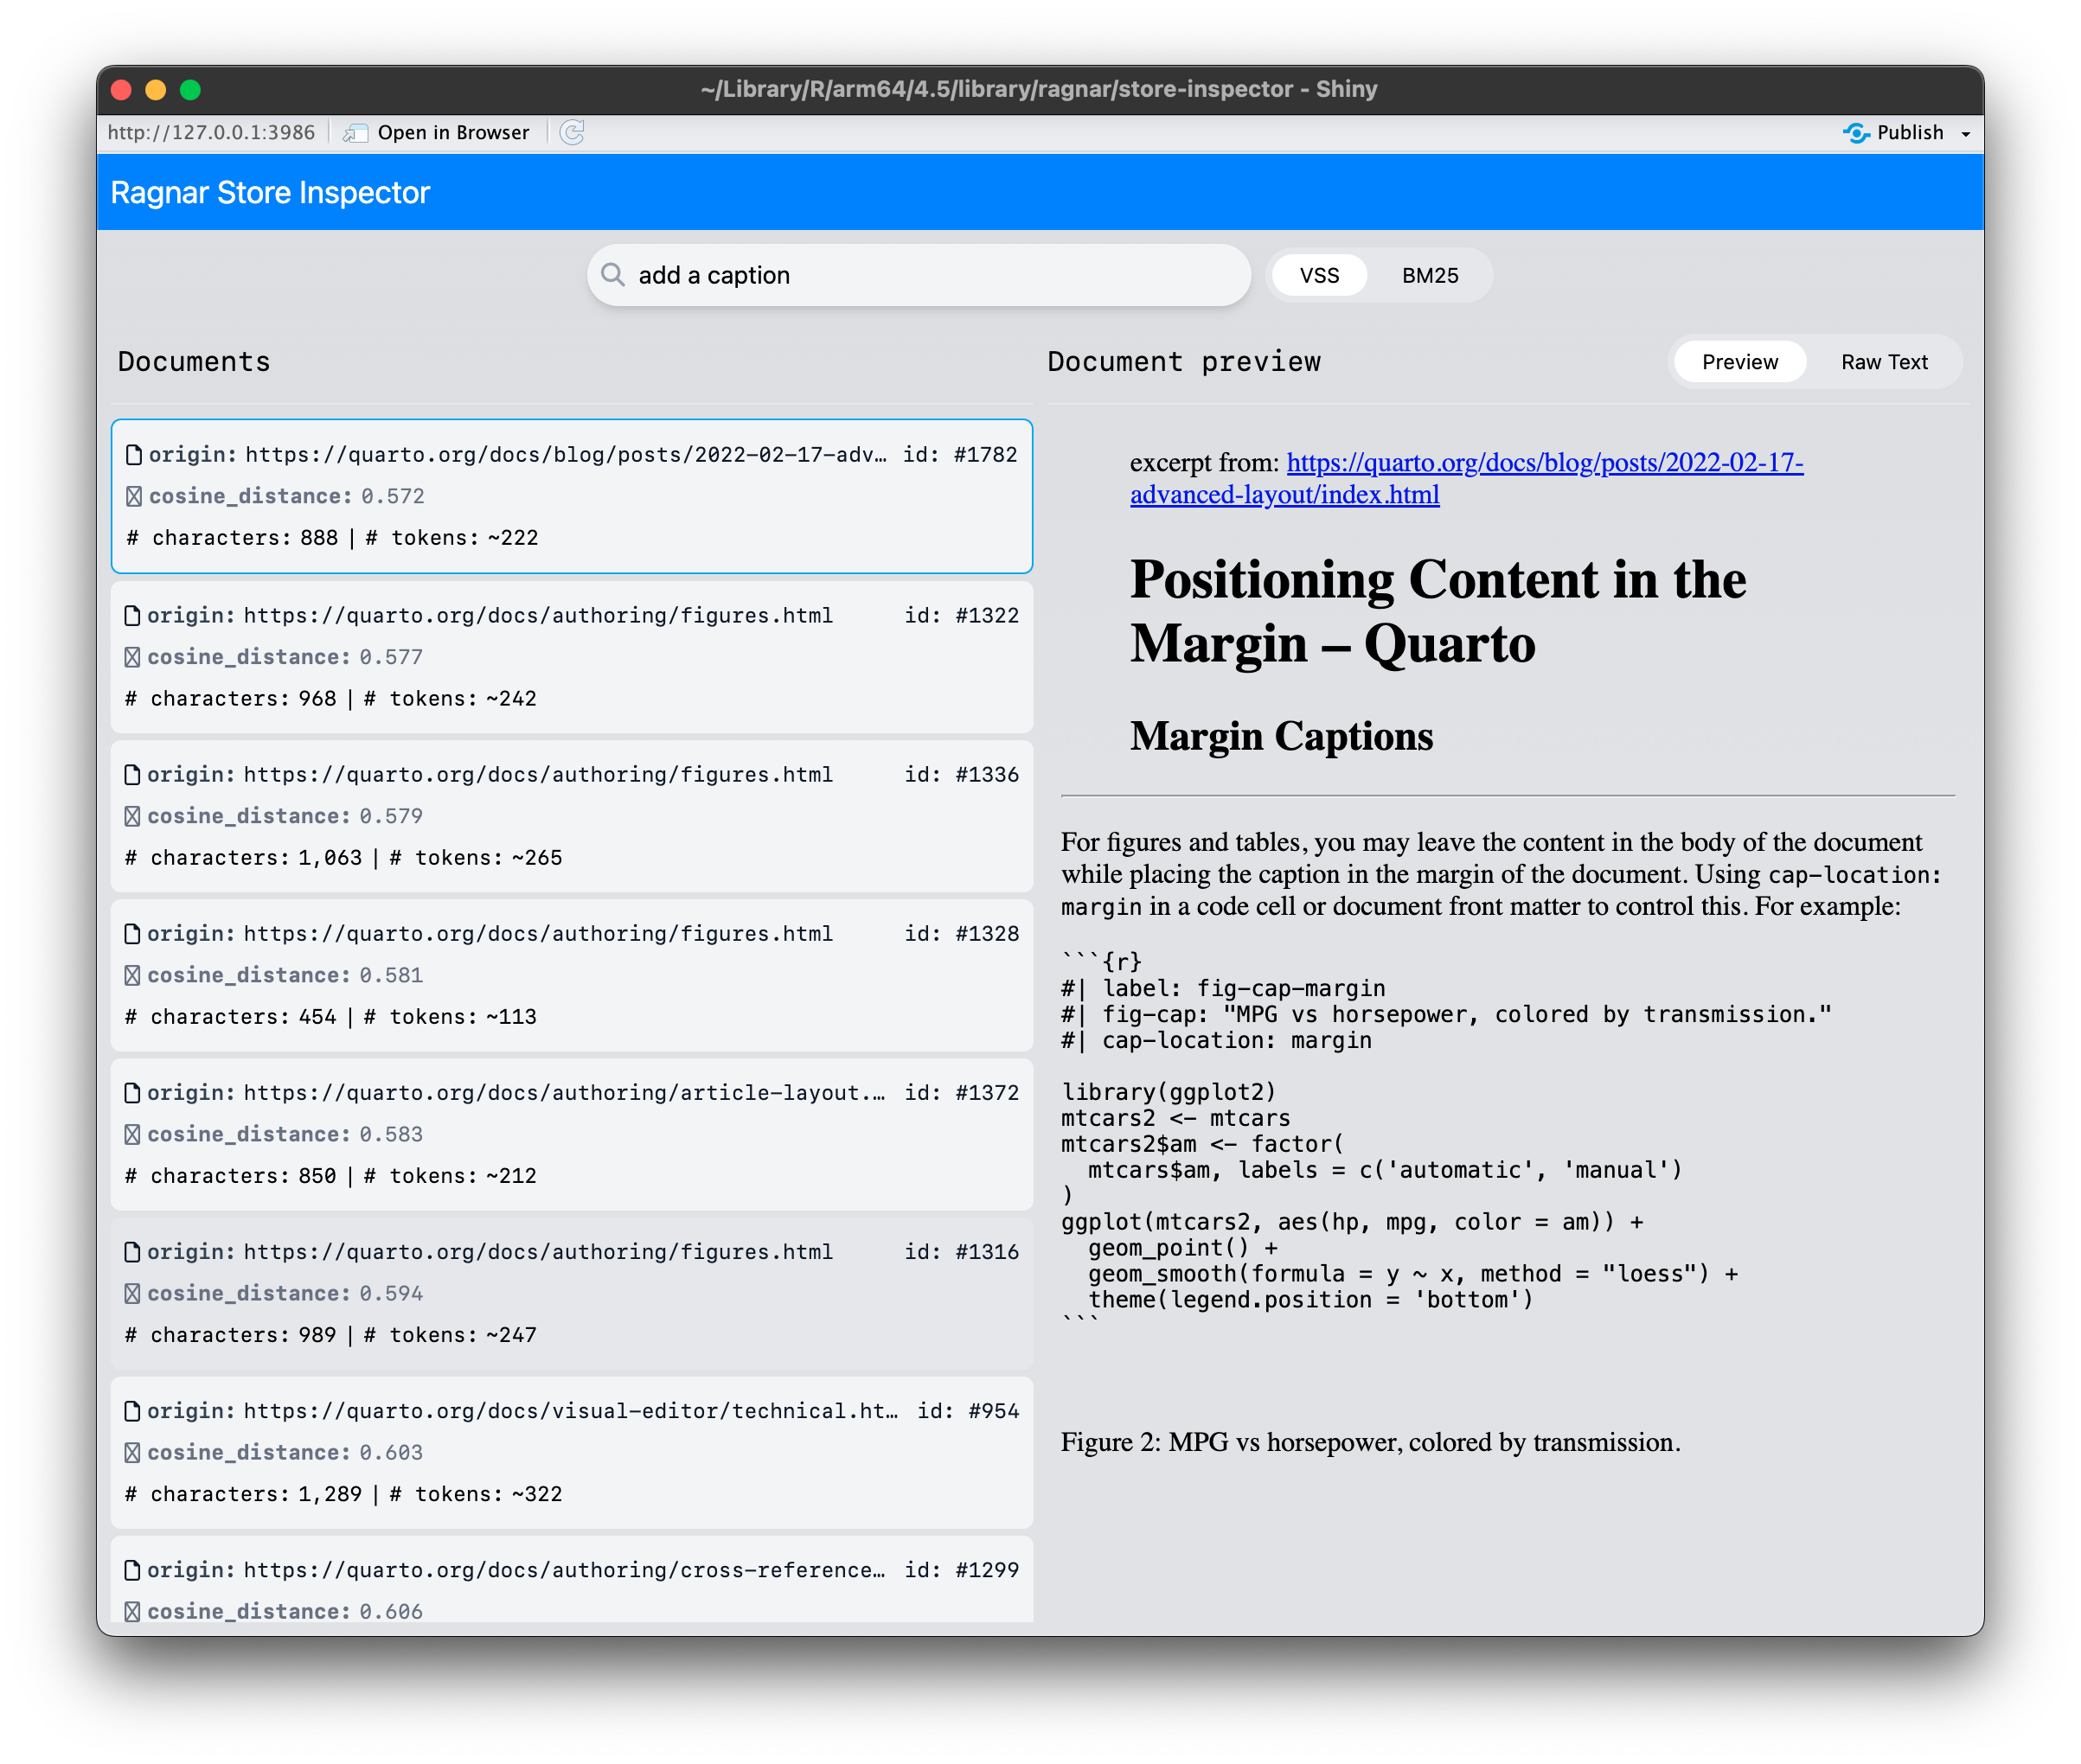 ~/Library/R/arm64/4.5/library/ragnar/store-inspector - Shiny
http://127.0.0.1:3986
Open in Browser
Publish
Ragnar Store Inspector
add a caption
VSS
BM25
Documents
origin: https://quarto.org/docs/blog/posts/2022-02-17-adv… id: #1782
cosine_distance: 0.572
# characters: 888 | # tokens: ~222
origin: https://quarto.org/docs/authoring/figures.html id: #1322
cosine_distance: 0.577
# characters: 968 | # tokens: ~242
origin: https://quarto.org/docs/authoring/figures.html id: #1336
cosine_distance: 0.579
# characters: 1,063 | # tokens: ~265
origin: https://quarto.org/docs/authoring/figures.html id: #1328
cosine_distance: 0.581
# characters: 454 | # tokens: ~113
origin: https://quarto.org/docs/authoring/article-layout.… id: #1372
cosine_distance: 0.583
# characters: 850 | # tokens: ~212
origin: https://quarto.org/docs/authoring/figures.html id: #1316
cosine_distance: 0.594
# characters: 989 | # tokens: ~247
origin: https://quarto.org/docs/visual-editor/technical.ht… id: #954
cosine_distance: 0.603
# characters: 1,289 | # tokens: ~322
origin: https://quarto.org/docs/authoring/cross-reference… id: #1299
cosine_distance: 0.606
Document preview
Preview
Raw Text
excerpt from: https://quarto.org/docs/blog/posts/2022-02-17-
advanced-layout/index.html
Positioning Content in the
Margin – Quarto
Margin Captions
For figures and tables, you may leave the content in the body of the document
while placing the caption in the margin of the document. Using cap-location:
margin in a code cell or document front matter to control this. For example:
```{r}
#| label: fig-cap-margin
#| fig-cap: "MPG vs horsepower, colored by transmission."
#| cap-location: margin
library(ggplot2)
mtcars2 <- mtcars
mtcars2$am <- factor(
  mtcars$am, labels = c('automatic', 'manual')
)
ggplot(mtcars2, aes(hp, mpg, color = am)) +
  geom_point() +
  geom_smooth(formula = y ~ x, method = "loess") +
  theme(legend.position = 'bottom')
```
Figure 2: MPG vs horsepower, colored by transmission.